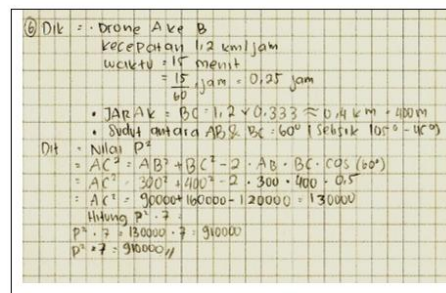 ⑥ Dik : • Drone A ke B
kecepatan 1,2 km/jam
waktu = 15 menit
= 15/60 jam = 0,25 jam
• JARAK = BC = 1,2 × 0.333 ≈ 0,4 km = 400m
• Sudut antara AB & BC = 60° ( Selisih 105° - 45°)
Dit • Nilai P²
= AC² = AB² + BC² - 2 . AB . BC . COS (60°)
= AC² = 300² + 400² - 2 . 300 . 400 . 0,5
= AC² = 90000 + 160000 - 120000 = 130000
Hitung P² . 7 =
P² . 7 = 130000 . 7 = 910000
P² × 7 = 910000 //